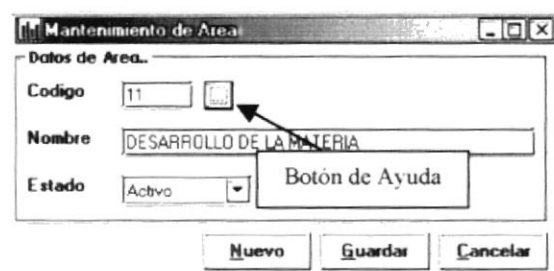 Mantenimiento de Area
Datos de Area..
Codigo 11
Nombre DESARROLLO DE LA MATERIA
Botón de Ayuda
Estado Activo
Nuevo Guardar Cancelar